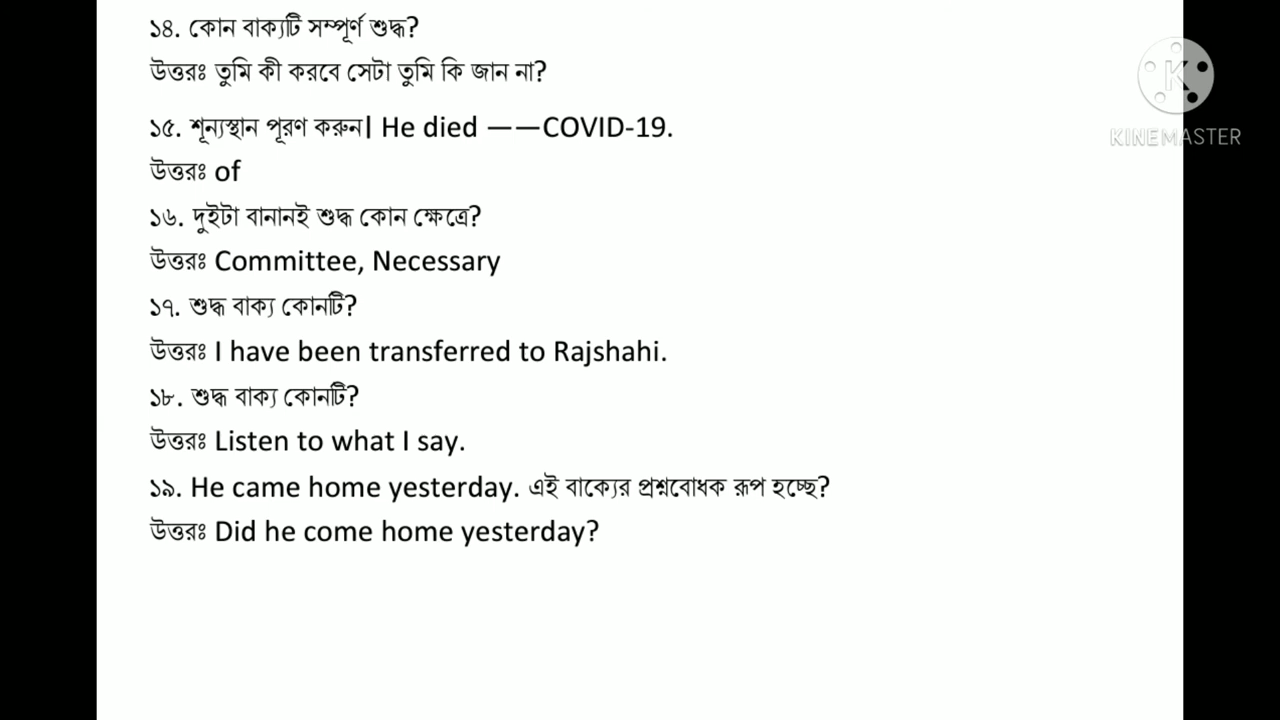 ১৪. কোন বাক্যটি সম্পূর্ণ শুদ্ধ?
উত্তরঃ তুমি কী করবে সেটা তুমি কি জান না?
১৫. শূন্যস্থান পূরণ করুন। He died ——COVID-19.
উত্তরঃ of
১৬. দুইটা বানানই শুদ্ধ কোন ক্ষেত্রে?
উত্তরঃ Committee, Necessary
১৭. শুদ্ধ বাক্য কোনটি?
উত্তরঃ I have been transferred to Rajshahi.
১৮. শুদ্ধ বাক্য কোনটি?
উত্তরঃ Listen to what I say.
১৯. He came home yesterday. এই বাক্যের প্রশ্নবোধক রূপ হচ্ছে?
উত্তরঃ Did he come home yesterday?
K
KINEMASTER